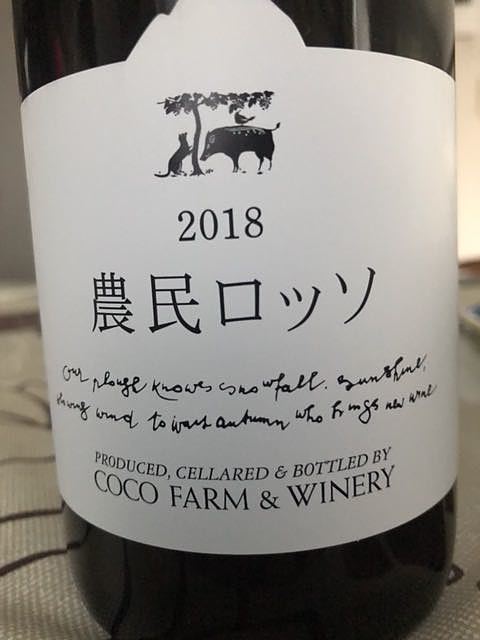 2018
農民ロッソ
our plough knows snowfall. sunshine,
wind to wait autumn who brings new wine
PRODUCED, CELLARED & BOTTLED BY
COCO FARM & WINERY